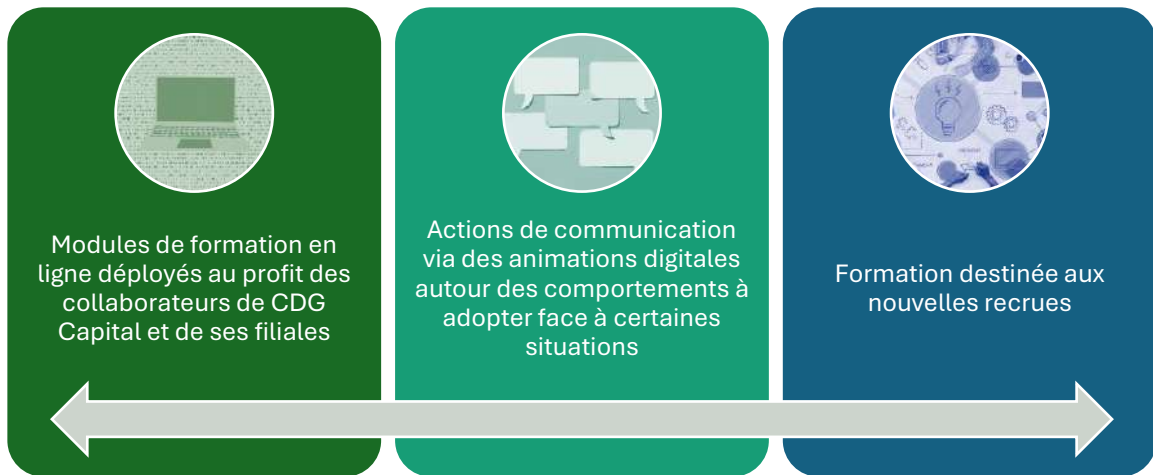 Modules de formation en
ligne déployés au profit des
collaborateurs de CDG
Capital et de ses filiales
Actions de communication
via des animations digitales
autour des comportements à
adopter face à certaines
situations
Formation destinée aux
nouvelles recrues